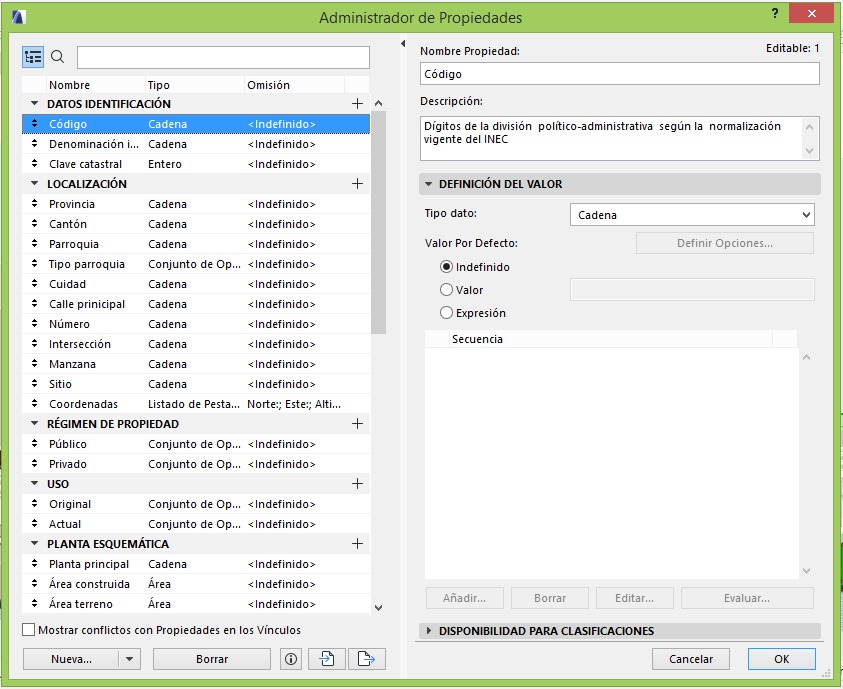 Administrador de Propiedades
?
Nombre Tipo Omisión
DATOS IDENTIFICACIÓN
Código Cadena <Indefinido>
Denominación i... Cadena <Indefinido>
Clave catastral Entero <Indefinido>
LOCALIZACIÓN
Provincia Cadena <Indefinido>
Cantón Cadena <Indefinido>
Parroquia Cadena <Indefinido>
Tipo parroquia Conjunto de Op... <Indefinido>
Cuidad Cadena <Indefinido>
Calle prinicipal Cadena <Indefinido>
Número Cadena <Indefinido>
Intersección Cadena <Indefinido>
Manzana Cadena <Indefinido>
Sitio Cadena <Indefinido>
Coordenadas Listado de Pesta... Norte:; Este:; Alti...
RÉGIMEN DE PROPIEDAD
Público Conjunto de Op... <Indefinido>
Privado Conjunto de Op... <Indefinido>
USO
Original Conjunto de Op... <Indefinido>
Actual Conjunto de Op... <Indefinido>
PLANTA ESQUEMÁTICA
Planta principal Cadena <Indefinido>
Área construida Área <Indefinido>
Área terreno Área <Indefinido>
Mostrar conflictos con Propiedades en los Vínculos
Nueva... Borrar
Nombre Propiedad: Editable: 1
Código
Descripción:
Dígitos de la división político-administrativa según la normalización
vigente del INEC
DEFINICIÓN DEL VALOR
Tipo dato: Cadena
Valor Por Defecto: Definir Opciones...
Indefinido
Valor
Expresión
Secuencia
Añadir... Borrar Editar... Evaluar...
DISPONIBILIDAD PARA CLASIFICACIONES
Cancelar OK